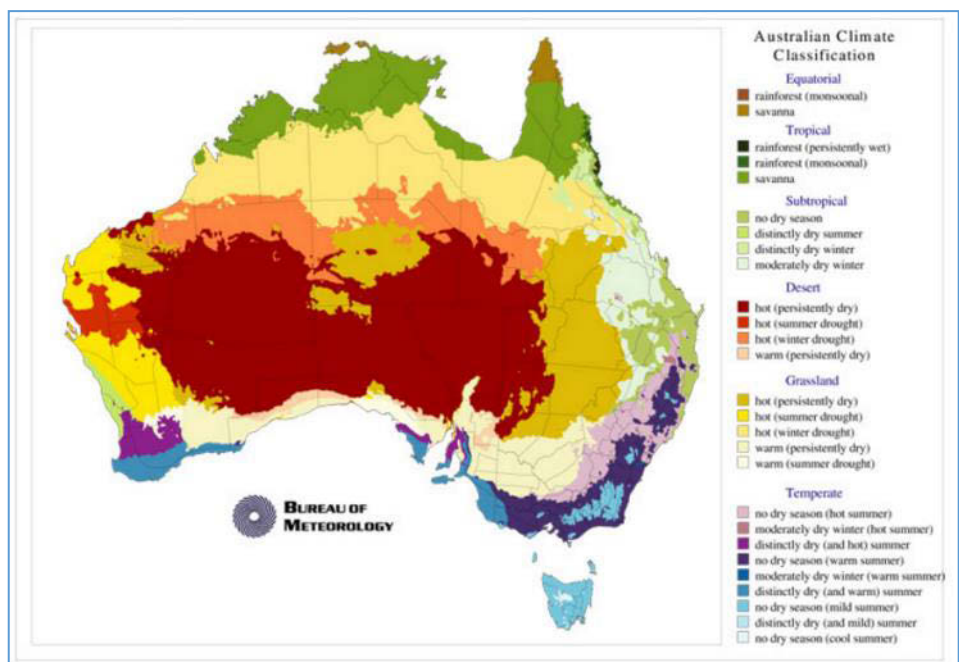 Australian Climate
Classification
Equatorial
rainforest (monsoonal)
savanna
Tropical
rainforest (persistently wet)
rainforest (monsoonal)
savanna
Subtropical
no dry season
distinctly dry summer
distinctly dry winter
moderately dry winter
Desert
hot (persistently dry)
hot (summer drought)
hot (winter drought)
warm (persistently dry)
Grassland
hot (persistently dry)
hot (summer drought)
hot (winter drought)
warm (persistently dry)
warm (summer drought)
Temperate
no dry season (hot summer)
moderately dry winter (hot summer)
distinctly dry (and hot) summer
no dry season (warm summer)
moderately dry winter (warm summer)
distinctly dry (and warm) summer
no dry season (mild summer)
distinctly dry (and mild) summer
no dry season (cool summer)
BUREAU OF
METEOROLOGY